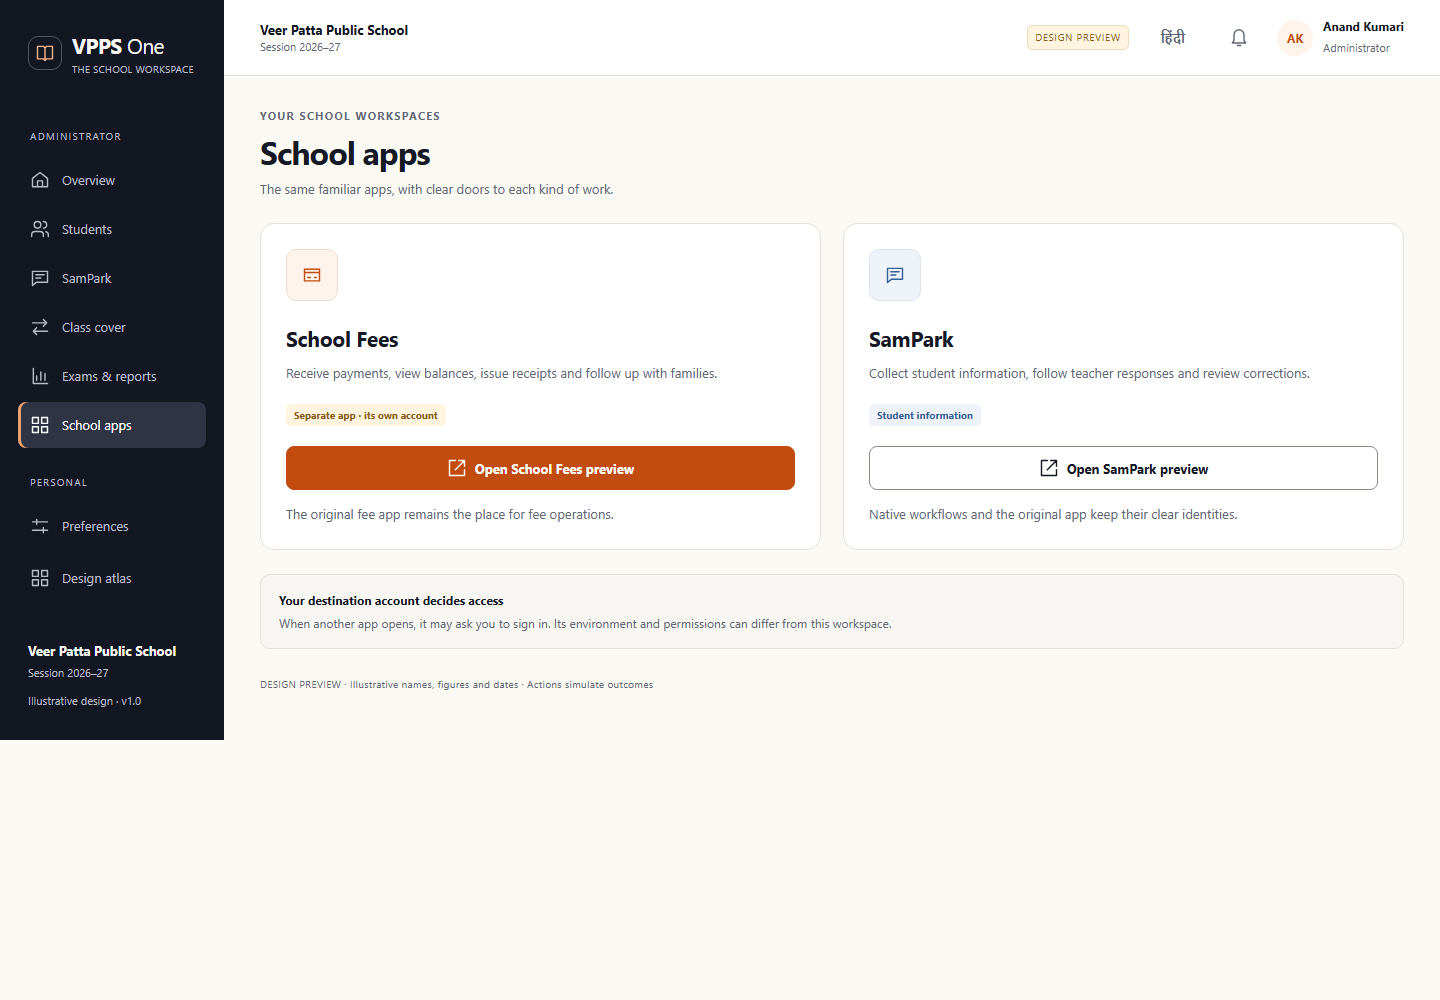 VPPS One
THE SCHOOL WORKSPACE
ADMINISTRATOR
Overview
Students
SamPark
Class cover
Exams & reports
School apps
PERSONAL
Preferences
Design atlas
Veer Patta Public School
Session 2026–27
Illustrative design · v1.0
Veer Patta Public School
Session 2026–27
DESIGN PREVIEW
हिंदी
AK
Anand Kumari
Administrator
YOUR SCHOOL WORKSPACES
School apps
The same familiar apps, with clear doors to each kind of work.
School Fees
Receive payments, view balances, issue receipts and follow up with families.
Separate app · its own account
Open School Fees preview
The original fee app remains the place for fee operations.
SamPark
Collect student information, follow teacher responses and review corrections.
Student information
Open SamPark preview
Native workflows and the original app keep their clear identities.
Your destination account decides access
When another app opens, it may ask you to sign in. Its environment and permissions can differ from this workspace.
DESIGN PREVIEW · Illustrative names, figures and dates · Actions simulate outcomes